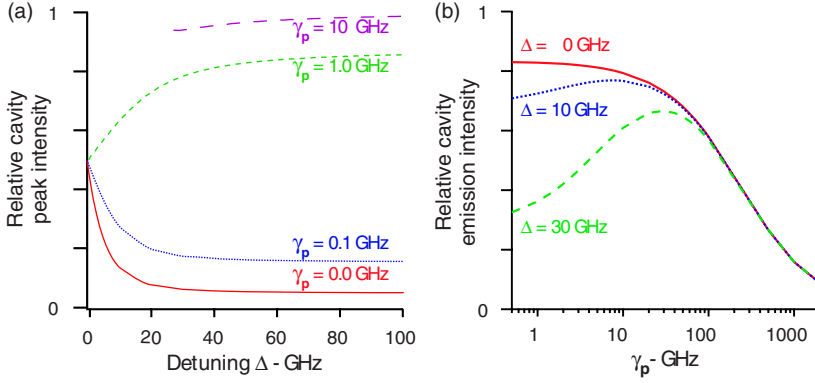 (a)
1
γp = 10 GHz
γp = 1.0 GHz
γp = 0.1 GHz
γp = 0.0 GHz
0
0
20
40
60
80
100
Detuning Δ - GHz
Relative cavity
peak intensity
(b)
1
Δ = 0 GHz
Δ = 10 GHz
Δ = 30 GHz
0
1
10
100
1000
γp- GHz
Relative cavity
emission intensity